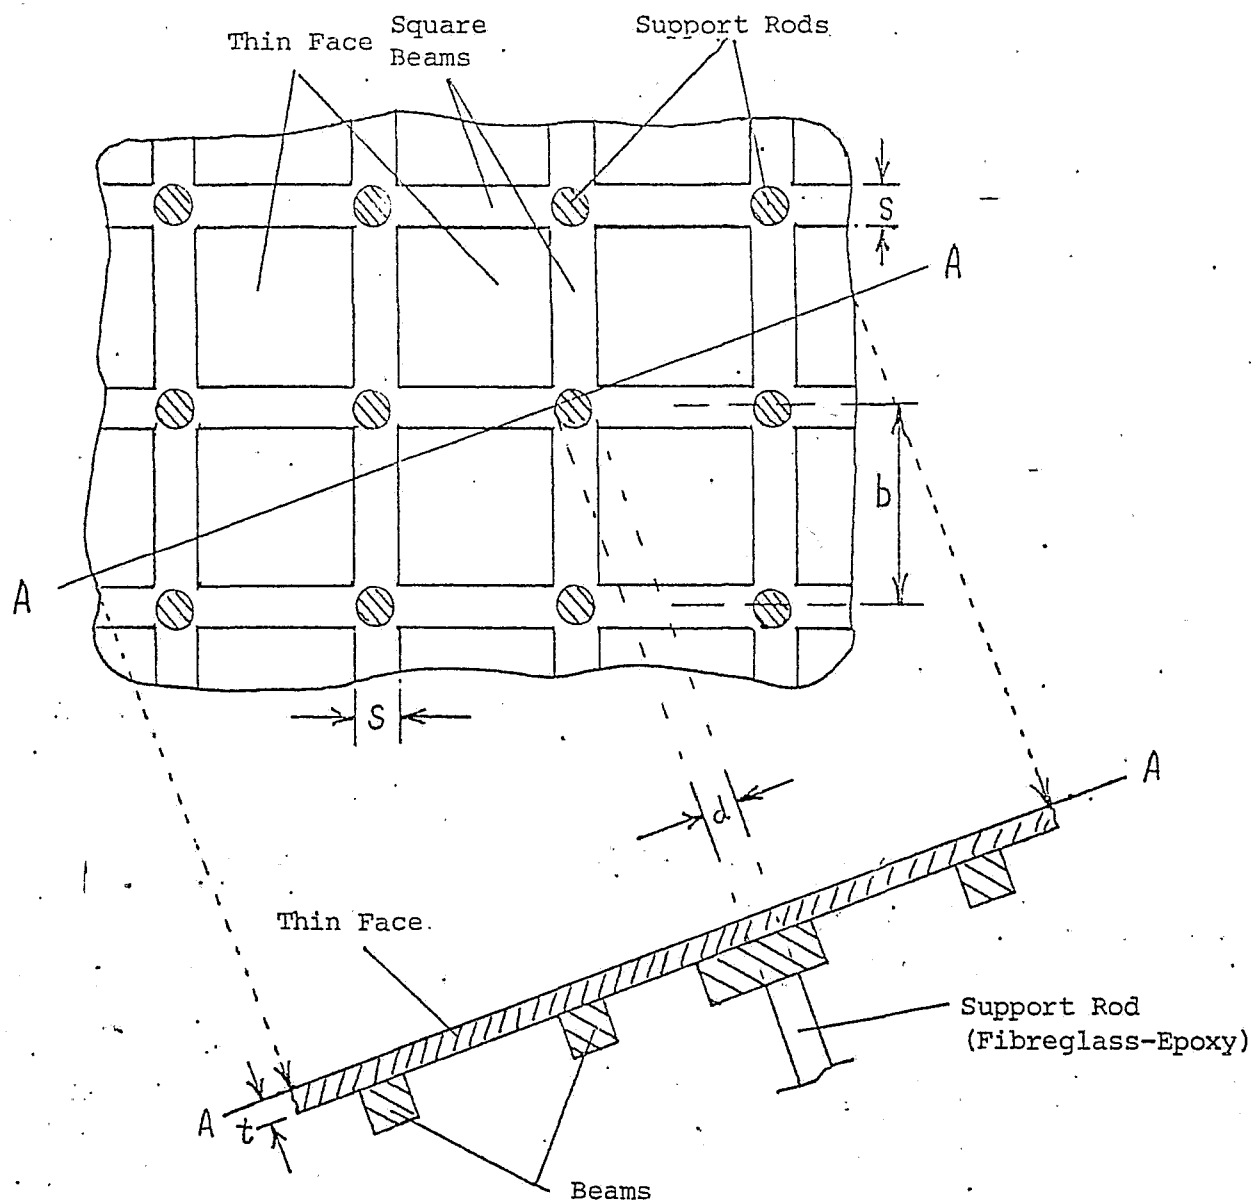 Thin Face
Square
Beams
Support Rods
S
A
b
A
S
A
d
Thin Face.
Support Rod
(Fibreglass-Epoxy)
A
t
Beams